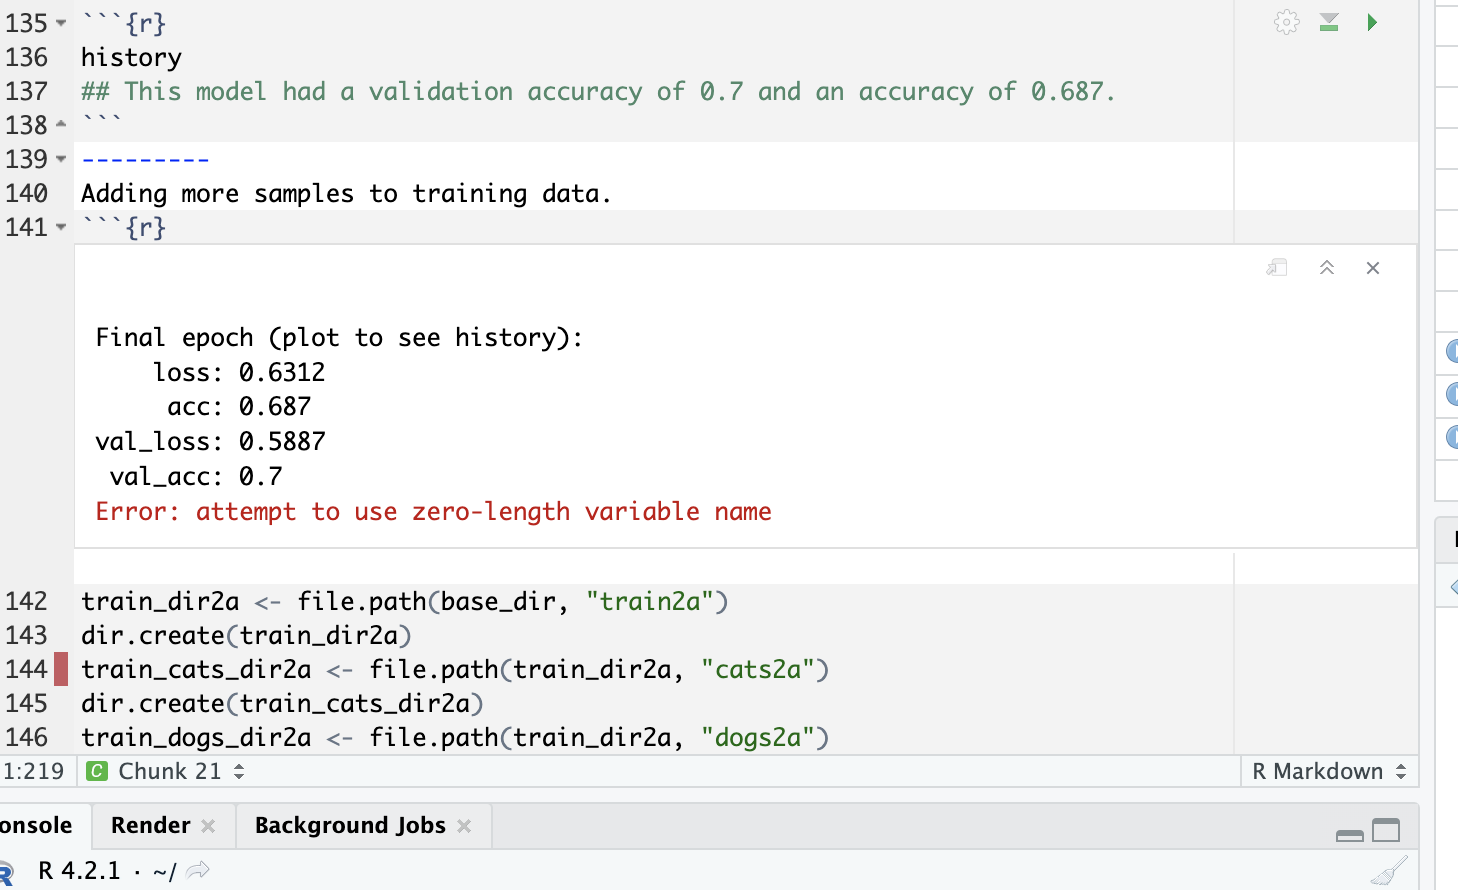 135 ```{r}
136 history
137 ## This model had a validation accuracy of 0.7 and an accuracy of 0.687.
138 ```
139 ---------
140 Adding more samples to training data.
141 ```{r}
Final epoch (plot to see history):
loss: 0.6312
acc: 0.687
val_loss: 0.5887
val_acc: 0.7
Error: attempt to use zero-length variable name
142 train_dir2a <- file.path(base_dir, "train2a")
143 dir.create(train_dir2a)
144 train_cats_dir2a <- file.path(train_dir2a, "cats2a")
145 dir.create(train_cats_dir2a)
146 train_dogs_dir2a <- file.path(train_dir2a, "dogs2a")
1:219 C Chunk 21 R Markdown
onsole Render Background Jobs
R R 4.2.1 · ~/